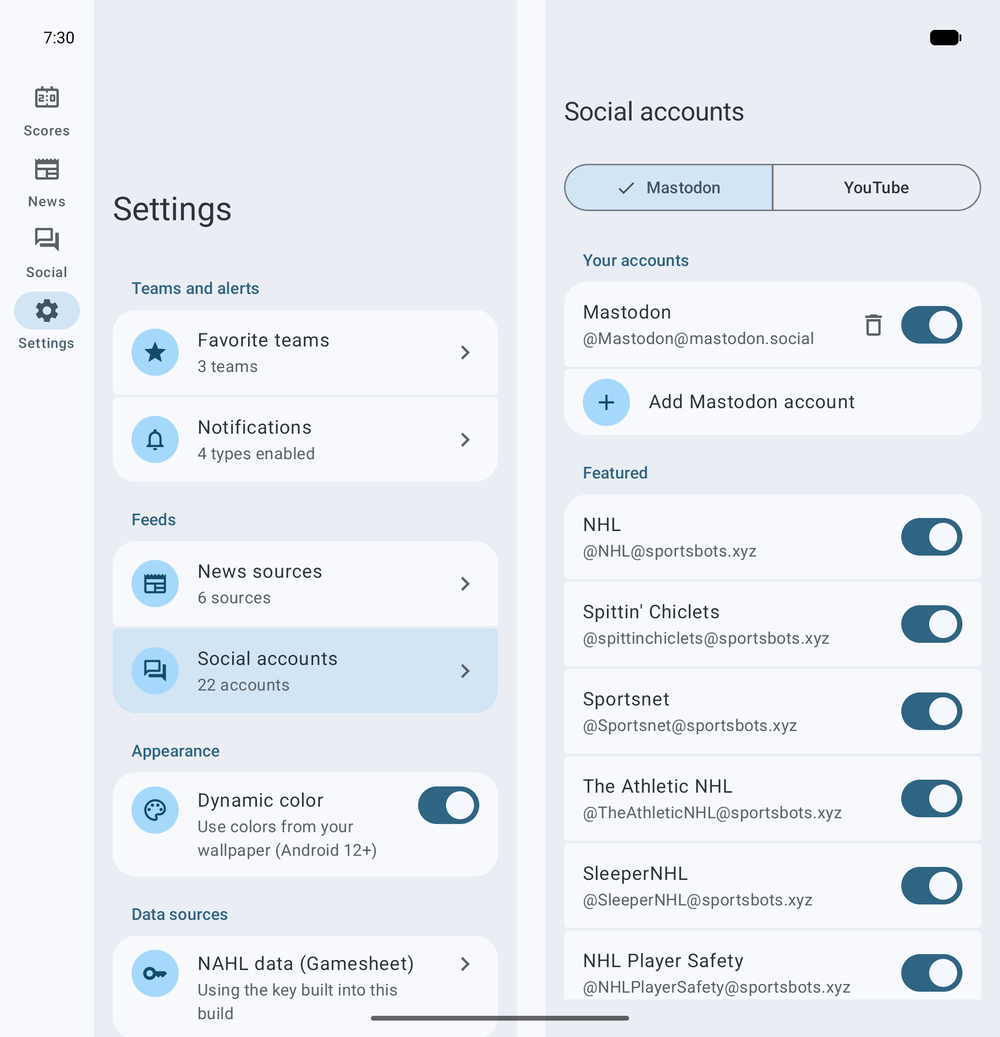 7:30
Scores
News
Social
Settings
Settings
Teams and alerts
Favorite teams
3 teams
Notifications
4 types enabled
Feeds
News sources
6 sources
Social accounts
22 accounts
Appearance
Dynamic color
Use colors from your
wallpaper (Android 12+)
Data sources
NAHL data (Gamesheet)
Using the key built into this
build
Social accounts
Mastodon
YouTube
Your accounts
Mastodon
@Mastodon@mastodon.social
Add Mastodon account
Featured
NHL
@NHL@sportsbots.xyz
Spittin' Chiclets
@spittinchiclets@sportsbots.xyz
Sportsnet
@Sportsnet@sportsbots.xyz
The Athletic NHL
@TheAthleticNHL@sportsbots.xyz
SleeperNHL
@SleeperNHL@sportsbots.xyz
NHL Player Safety
@NHLPlayerSafety@sportsbots.xyz